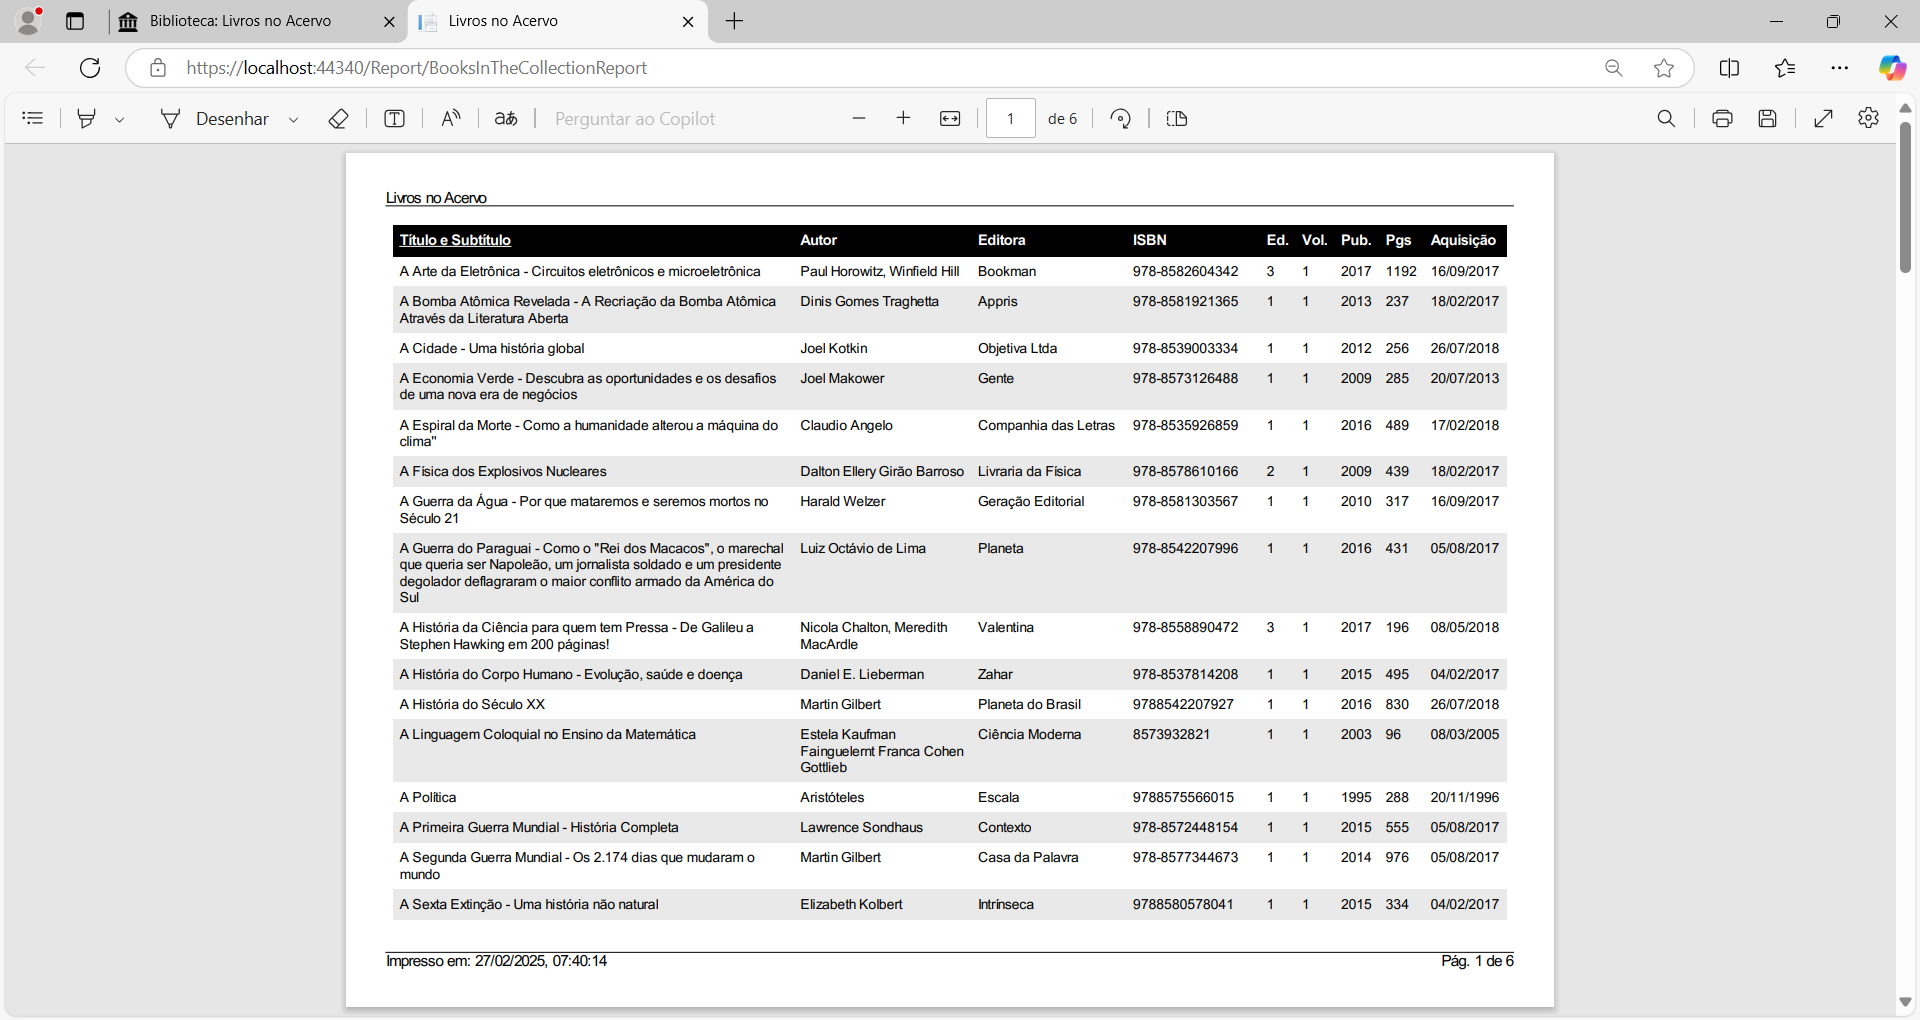 Biblioteca: Livros no Acervo
Livros no Acervo
https://localhost:44340/Report/BooksInTheCollectionReport
Desenhar
T
aあ
Perguntar ao Copilot
1 de 6
Livros no Acervo
Título e Subtítulo Autor Editora ISBN Ed. Vol. Pub. Pgs Aquisição
A Arte da Eletrônica - Circuitos eletrônicos e microeletrônica Paul Horowitz, Winfield Hill Bookman 978-8582604342 3 1 2017 1192 16/09/2017
A Bomba Atômica Revelada - A Recriação da Bomba Atômica Dinis Gomes Traghetta Appris 978-8581921365 1 1 2013 237 18/02/2017
Através da Literatura Aberta
A Cidade - Uma história global Joel Kotkin Objetiva Ltda 978-8539003334 1 1 2012 256 26/07/2018
A Economia Verde - Descubra as oportunidades e os desafios Joel Makower Gente 978-8573126488 1 1 2009 285 20/07/2013
de uma nova era de negócios
A Espiral da Morte - Como a humanidade alterou a máquina do Claudio Angelo Companhia das Letras 978-8535926859 1 1 2016 489 17/02/2018
clima"
A Física dos Explosivos Nucleares Dalton Ellery Girão Barroso Livraria da Física 978-8578610166 2 1 2009 439 18/02/2017
A Guerra da Água - Por que mataremos e seremos mortos no Harald Welzer Geração Editorial 978-8581303567 1 1 2010 317 16/09/2017
Século 21
A Guerra do Paraguai - Como o "Rei dos Macacos", o marechal Luiz Octávio de Lima Planeta 978-8542207996 1 1 2016 431 05/08/2017
que queria ser Napoleão, um jornalista soldado e um presidente
degolador deflagraram o maior conflito armado da América do
Sul
A História da Ciência para quem tem Pressa - De Galileu a Nicola Chalton, Meredith Valentina 978-8558890472 3 1 2017 196 08/05/2018
Stephen Hawking em 200 páginas! MacArdle
A História do Corpo Humano - Evolução, saúde e doença Daniel E. Lieberman Zahar 978-8537814208 1 1 2015 495 04/02/2017
A História do Século XX Martin Gilbert Planeta do Brasil 9788542207927 1 1 2016 830 26/07/2018
A Linguagem Coloquial no Ensino da Matemática Estela Kaufman Ciência Moderna 8573932821 1 1 2003 96 08/03/2005
Fainguelernt Franca Cohen
Gottlieb
A Política Aristóteles Escala 9788575566015 1 1 1995 288 20/11/1996
A Primeira Guerra Mundial - História Completa Lawrence Sondhaus Contexto 978-8572448154 1 1 2015 555 05/08/2017
A Segunda Guerra Mundial - Os 2.174 dias que mudaram o Martin Gilbert Casa da Palavra 978-8577344673 1 1 2014 976 05/08/2017
mundo
A Sexta Extinção - Uma história não natural Elizabeth Kolbert Intrínseca 9788580578041 1 1 2015 334 04/02/2017
Impresso em: 27/02/2025, 07:40:14 Pág. 1 de 6